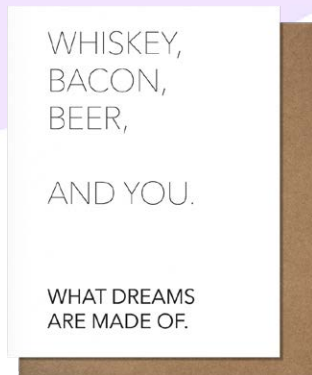 WHISKEY,
BACON,
BEER,
AND YOU.
WHAT DREAMS
ARE MADE OF.